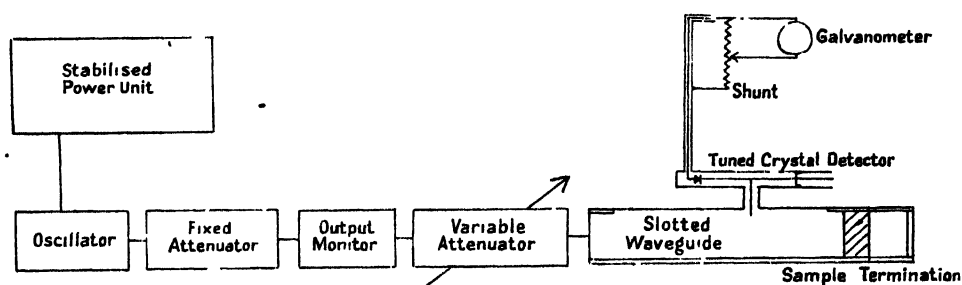 Stabilised
Power Unit
Galvanometer
Shunt
Tuned Crystal Detector
Oscillator
Fixed
Attenuator
Output
Monitor
Variable
Attenuator
Slotted
Waveguide
Sample Termination